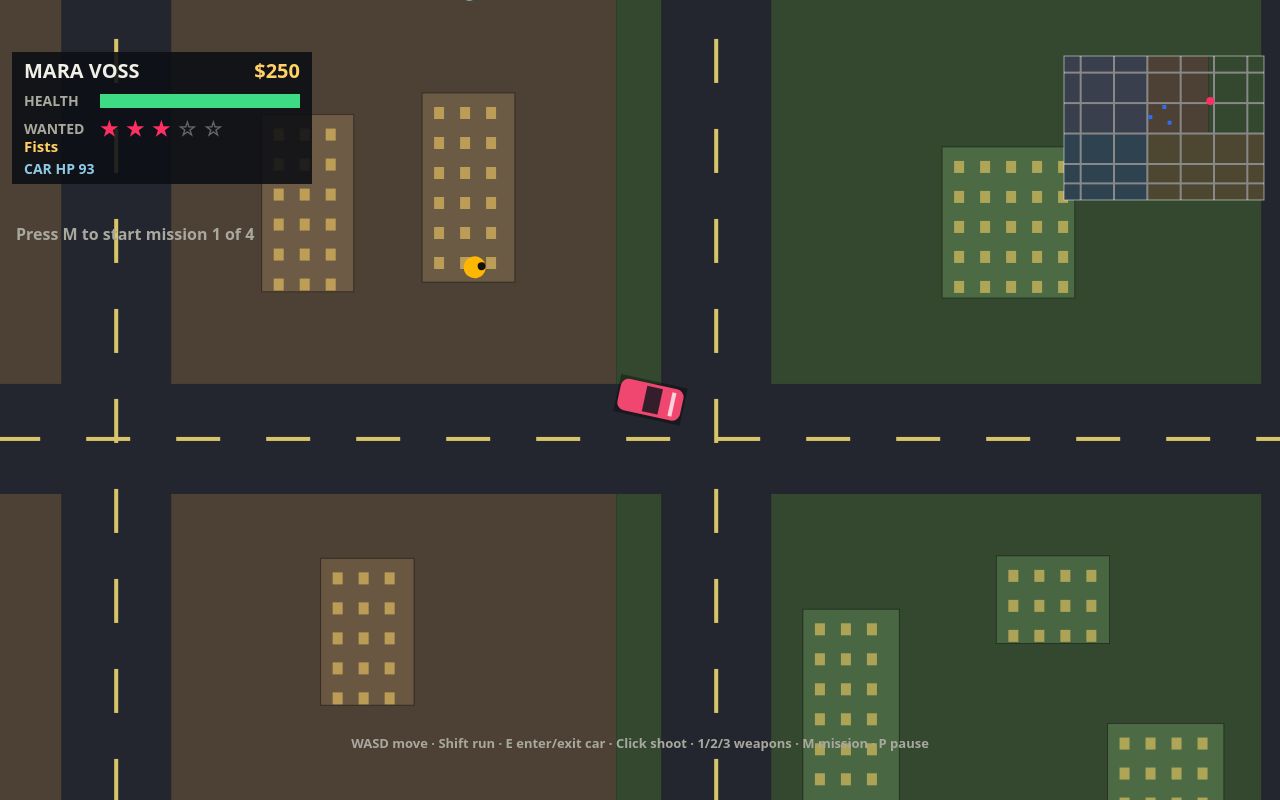 MARA VOSS $250
HEALTH
WANTED ★ ★ ★ ☆ ☆
Fists
CAR HP 93
Press M to start mission 1 of 4
WASD move · Shift run · E enter/exit car · Click shoot · 1/2/3 weapons · M mission · P pause